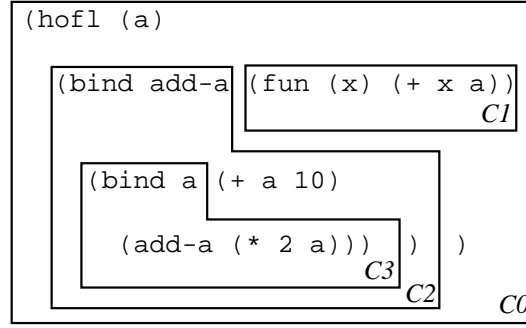 (hofl (a)
(bind add-a (fun (x) (+ x a))
C1
(bind a (+ a 10)
(add-a (* 2 a))) ) )
C3
C2
C0